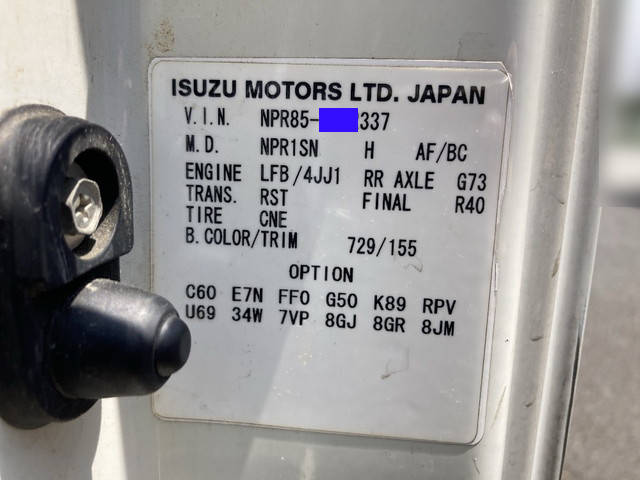 ISUZU MOTORS LTD. JAPAN
V.I.N. NPR85-337
M.D. NPR1SN H AF/BC
ENGINE LFB/4JJ1 RR AXLE G73
TRANS. RST FINAL R40
TIRE CNE
B.COLOR/TRIM 729/155
OPTION
C60 E7N FF0 G50 K89 RPV
U69 34W 7VP 8GJ 8GR 8JM